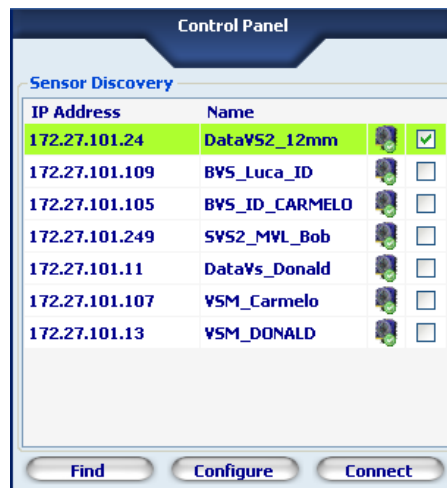 Control Panel
Sensor Discovery
IP Address Name
172.27.101.24 DataVS2_12mm
172.27.101.109 BVS_Luca_ID
172.27.101.105 BVS_ID_CARMELO
172.27.101.249 SVS2_MVL_Bob
172.27.101.11 DataVs_Donald
172.27.101.107 VSM_Carmelo
172.27.101.13 VSM_DONALD
Find Configure Connect